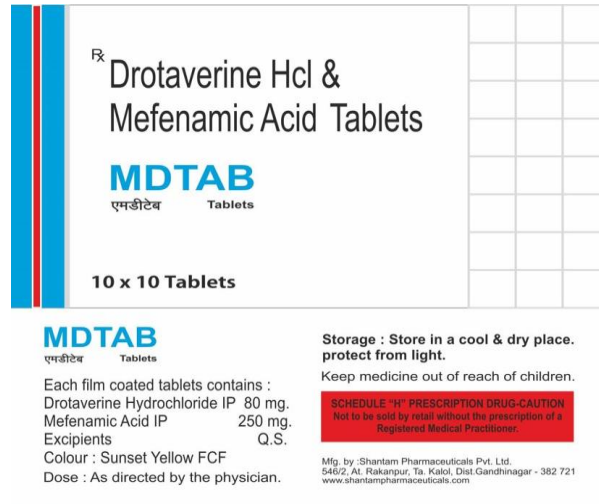 Rx
Drotaverine Hcl &
Mefenamic Acid Tablets
MDTAB
एमडीटेब Tablets
10 x 10 Tablets
MDTAB
एमडीटेब Tablets
Each film coated tablets contains :
Drotaverine Hydrochloride IP 80 mg.
Mefenamic Acid IP 250 mg.
Excipients Q.S.
Colour : Sunset Yellow FCF
Dose : As directed by the physician.
Storage : Store in a cool & dry place.
protect from light.
Keep medicine out of reach of children.
SCHEDULE "H" PRESCRIPTION DRUG-CAUTION
Not to be sold by retail without the prescription of a
Registered Medical Practitioner.
Mfg. by :Shantam Pharmaceuticals Pvt. Ltd.
546/2, At. Rakanpur, Ta. Kalol, Dist.Gandhinagar - 382 721
www.shantampharmaceuticals.com